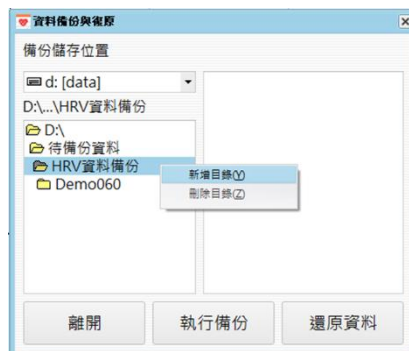 資料備份與復原
備份儲存位置
d: [data]
D:\...\HRV資料備份
D:\
待備份資料
HRV資料備份
Demo060
新增目錄(Y)
刪除目錄(Z)
離開
執行備份
還原資料